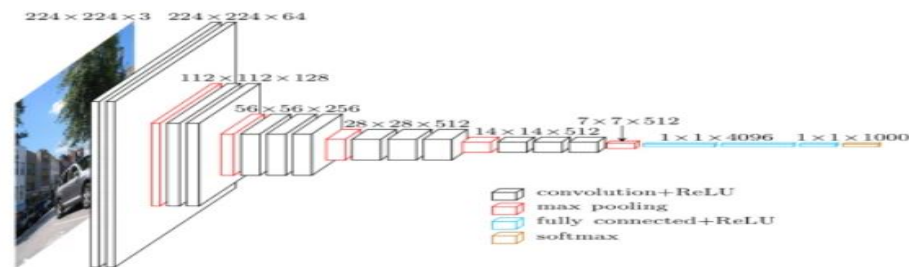 224×224×3 224×224×64
112×112×128
56×56×256
28×28×512
14×14×512
7×7×512
1×1×4096 1×1×1000
convolution+ReLU
max pooling
fully connected+ReLU
softmax